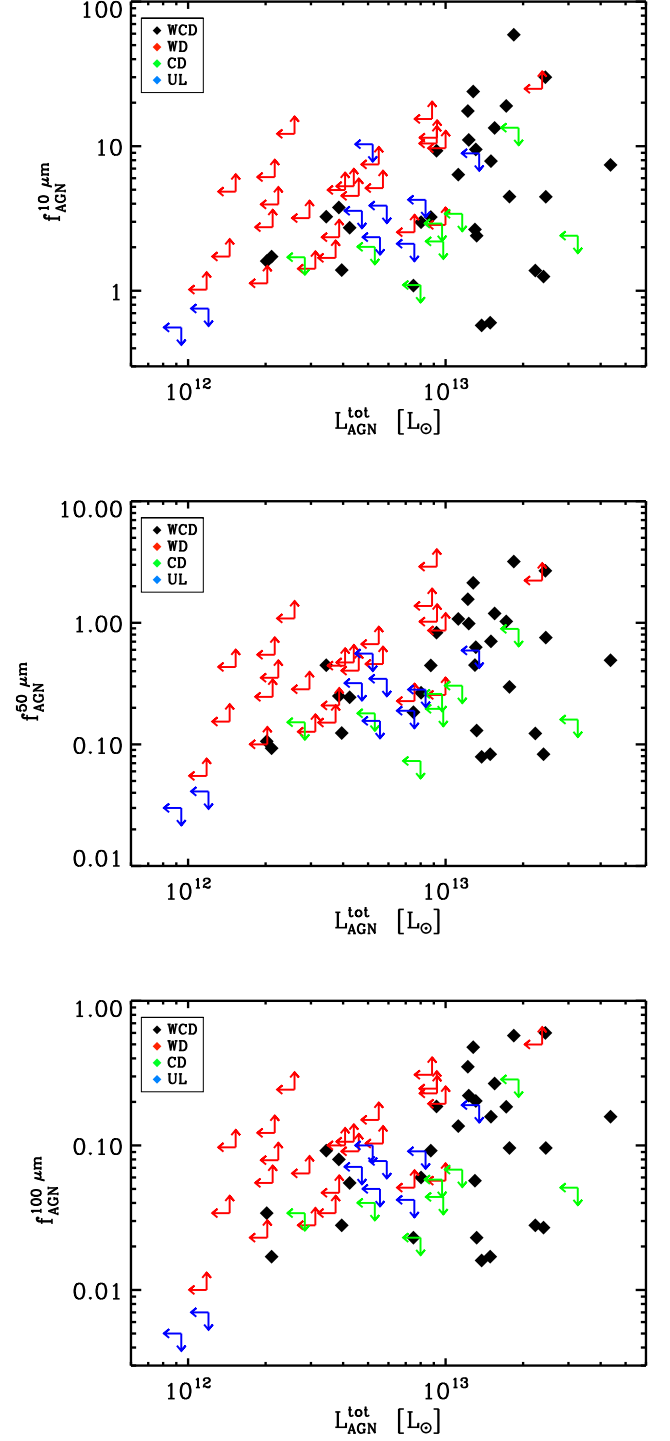 100
WCD
WD
CD
UL
10
1
f_AGN^10 μm
10^12 10^13
L_AGN^tot [L_⊙]
10.00
WCD
WD
CD
UL
1.00
0.10
0.01
f_AGN^50 μm
10^12 10^13
L_AGN^tot [L_⊙]
1.00
WCD
WD
CD
UL
0.10
0.01
f_AGN^100 μm
10^12 10^13
L_AGN^tot [L_⊙]